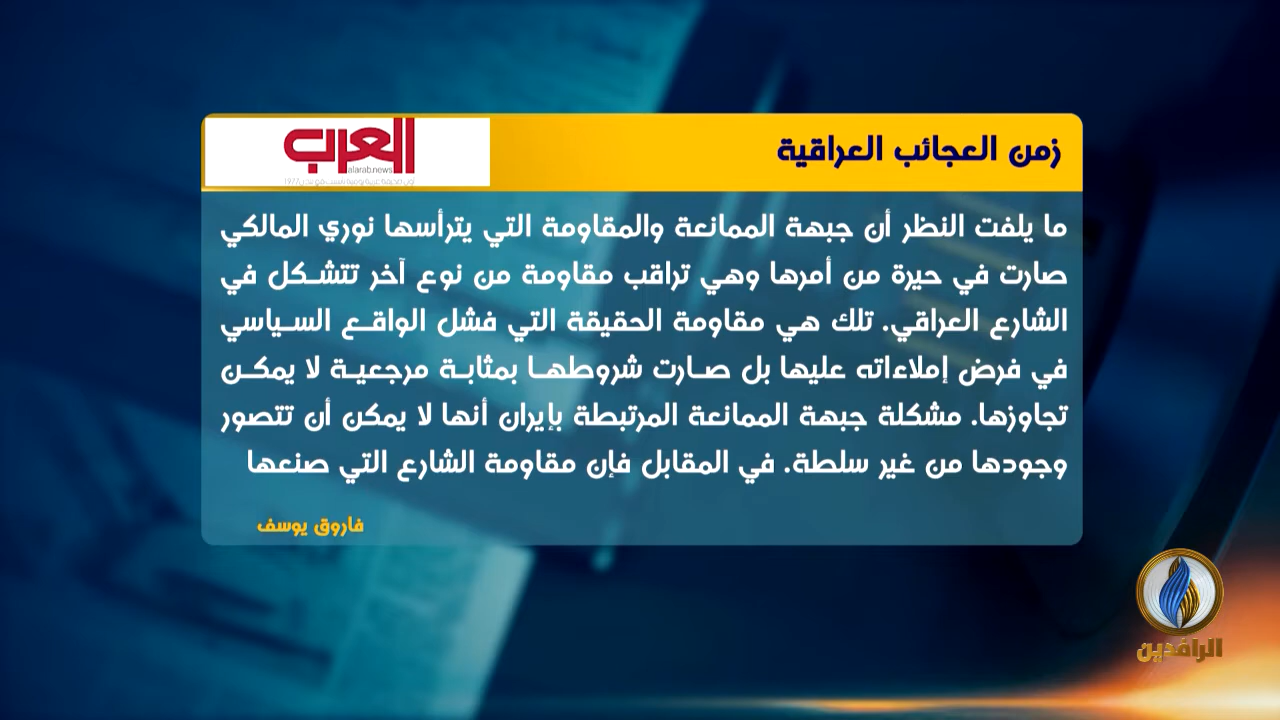 زمن العجائب العراقية
العرب
alarab.news
ما يلفت النظر أن جبهة الممانعة والمقاومة التي يترأسها نوري المالكي
صارت في حيرة من أمرها وهي تراقب مقاومة من نوع آخر تتشكل في
الشارع العراقي. تلك هي مقاومة الحقيقة التي فشل الواقع السياسي
في فرض إملاءاته عليها بل صارت شروطها بمثابة مرجعية لا يمكن
تجاوزها. مشكلة جبهة الممانعة المرتبطة بإيران أنها لا يمكن أن تتصور
وجودها من غير سلطة. في المقابل فإن مقاومة الشارع التي صنعها
فاروق يوسف
الرافدين